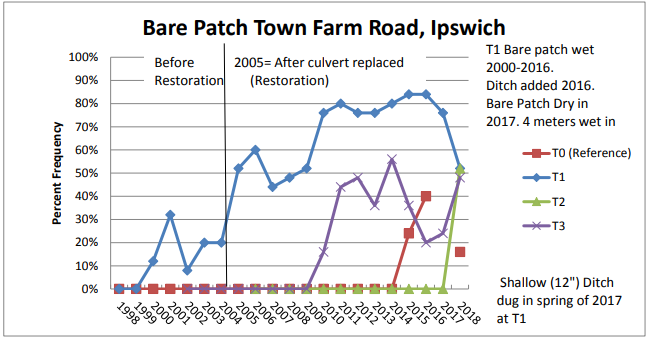 Bare Patch Town Farm Road, Ipswich
100%
90%
80%
70%
60%
50%
40%
30%
20%
10%
0%
Percent Frequency
Before
Restoration
2005= After culvert replaced
(Restoration)
1998
1999
2000
2001
2002
2003
2004
2005
2006
2007
2008
2009
2010
2011
2012
2013
2014
2015
2016
2017
2018
T1 Bare patch wet
2000-2016.
Ditch added 2016.
Bare Patch Dry in
2017. 4 meters wet in
T0 (Reference)
T1
T2
T3
Shallow (12") Ditch
dug in spring of 2017
at T1